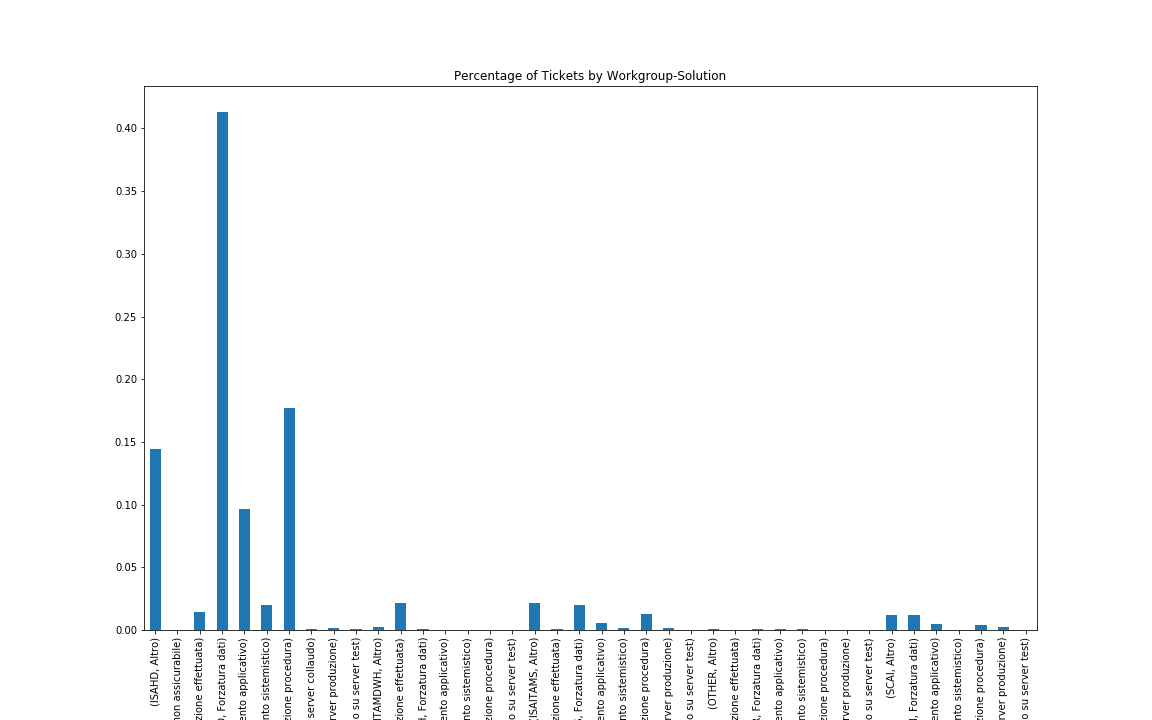 Percentage of Tickets by Workgroup-Solution
0.40
0.35
0.30
0.25
0.20
0.15
0.10
0.05
0.00
(ISAHD, Altro)
non assicurabile)
zione effettuata)
, Forzatura dati)
ento applicativo)
nto sistemistico)
zione procedura)
server collaudo)
rver produzione)
o su server test)
ITAMDWH, Altro)
zione effettuata)
, Forzatura dati)
ento applicativo)
nto sistemistico)
zione procedura)
o su server test)
(SAITAMS, Altro)
zione effettuata)
, Forzatura dati)
ento applicativo)
nto sistemistico)
zione procedura)
rver produzione)
o su server test)
(OTHER, Altro)
zione effettuata)
, Forzatura dati)
ento applicativo)
nto sistemistico)
zione procedura)
rver produzione)
o su server test)
(SCAI, Altro)
, Forzatura dati)
ento applicativo)
nto sistemistico)
zione procedura)
rver produzione)
o su server test)